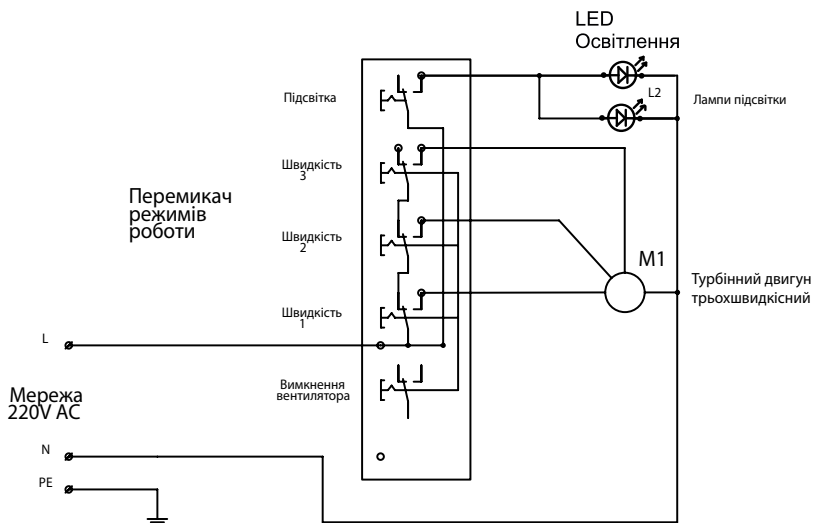 LED
Освітлення
L2
Підсвітка
Лампи підсвітки
Швидкість
3
Перемикач
режимів
роботи
Швидкість
2
M1
Турбінний двигун
трьохшвидкісний
Швидкість
1
L
Вимкнення
вентилятора
Мережа
220V AC
N
PE